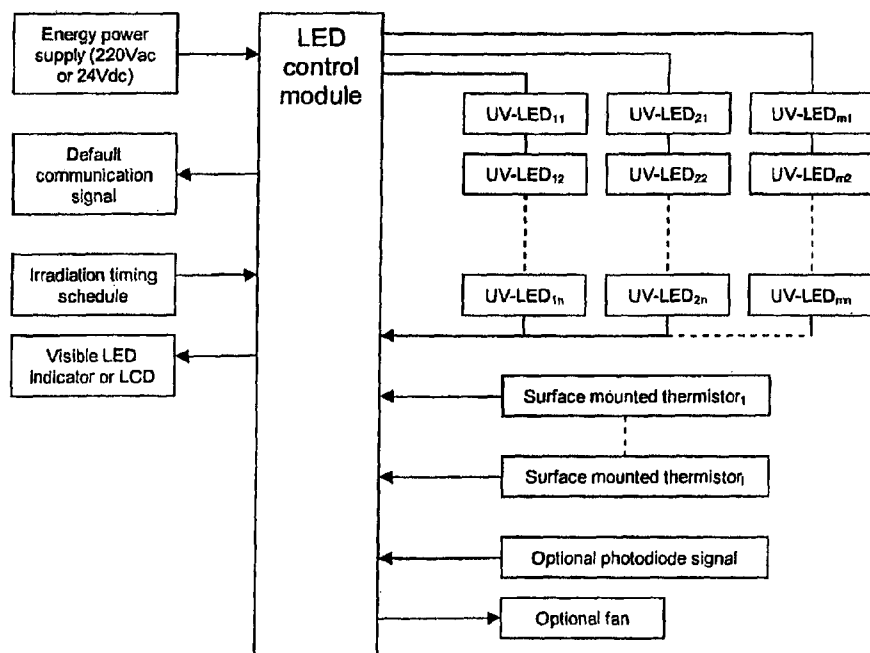 Energy power
supply (220Vac
or 24Vdc)
LED
control
module
Default
communication
signal
Irradiation timing
schedule
Visible LED
Indicator or LCD
UV-LED₁₁
UV-LED₂₁
UV-LEDₘ₁
UV-LED₁₂
UV-LED₂₂
UV-LEDₘ₂
UV-LED₁ₙ
UV-LED₂ₙ
UV-LEDₘₙ
Surface mounted thermistor₁
Surface mounted thermistorₗ
Optional photodiode signal
Optional fan